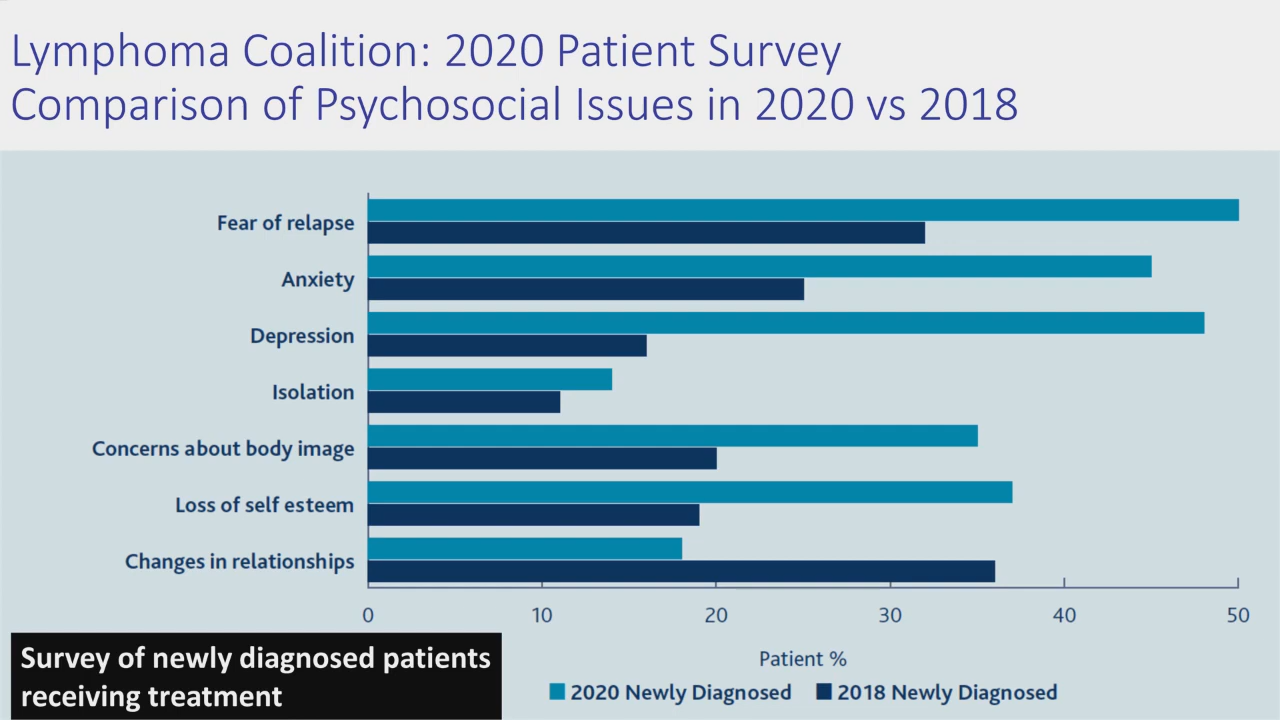 Lymphoma Coalition: 2020 Patient Survey
Comparison of Psychosocial Issues in 2020 vs 2018
Fear of relapse
Anxiety
Depression
Isolation
Concerns about body image
Loss of self esteem
Changes in relationships
0 10 20 30 40 50
Patient %
2020 Newly Diagnosed 2018 Newly Diagnosed
Survey of newly diagnosed patients
receiving treatment